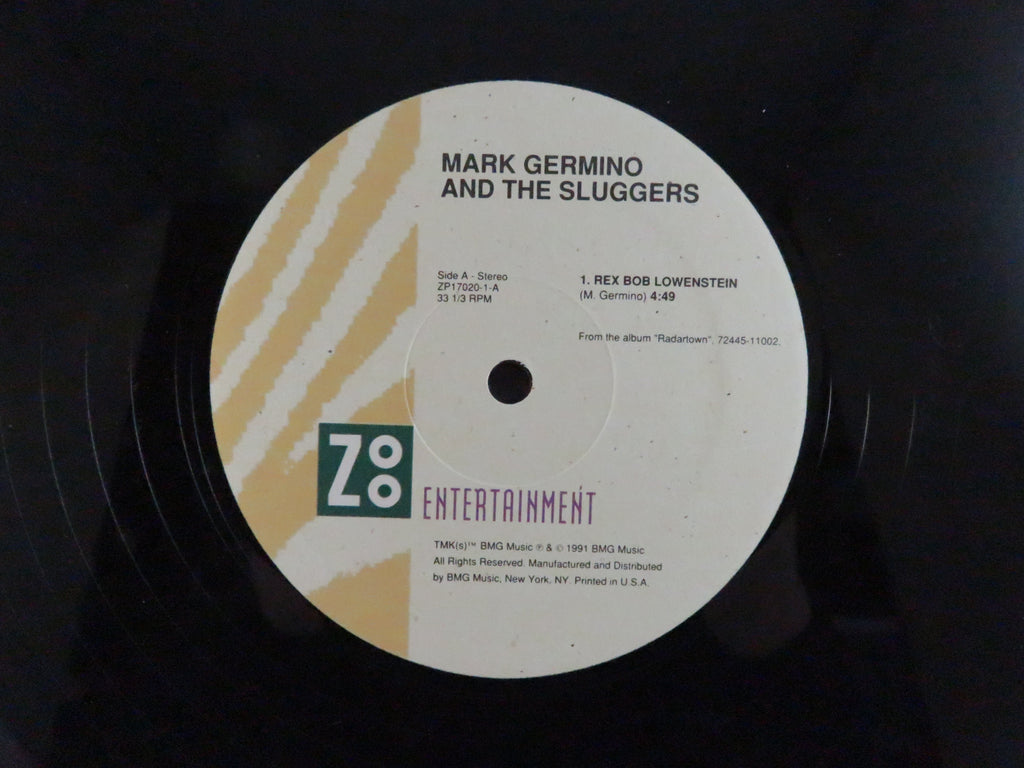 MARK GERMINO
AND THE SLUGGERS
Side A - Stereo
ZP17020-1-A
33 1/3 RPM
1. REX BOB LOWENSTEIN
(M. Germino) 4:49
From the album "Radartown". 72445-11002.
ZOO
ENTERTAINMENT
TMK(s)™ BMG Music ℗ & © 1991 BMG Music
All Rights Reserved. Manufactured and Distributed
by BMG Music, New York, NY. Printed in U.S.A.